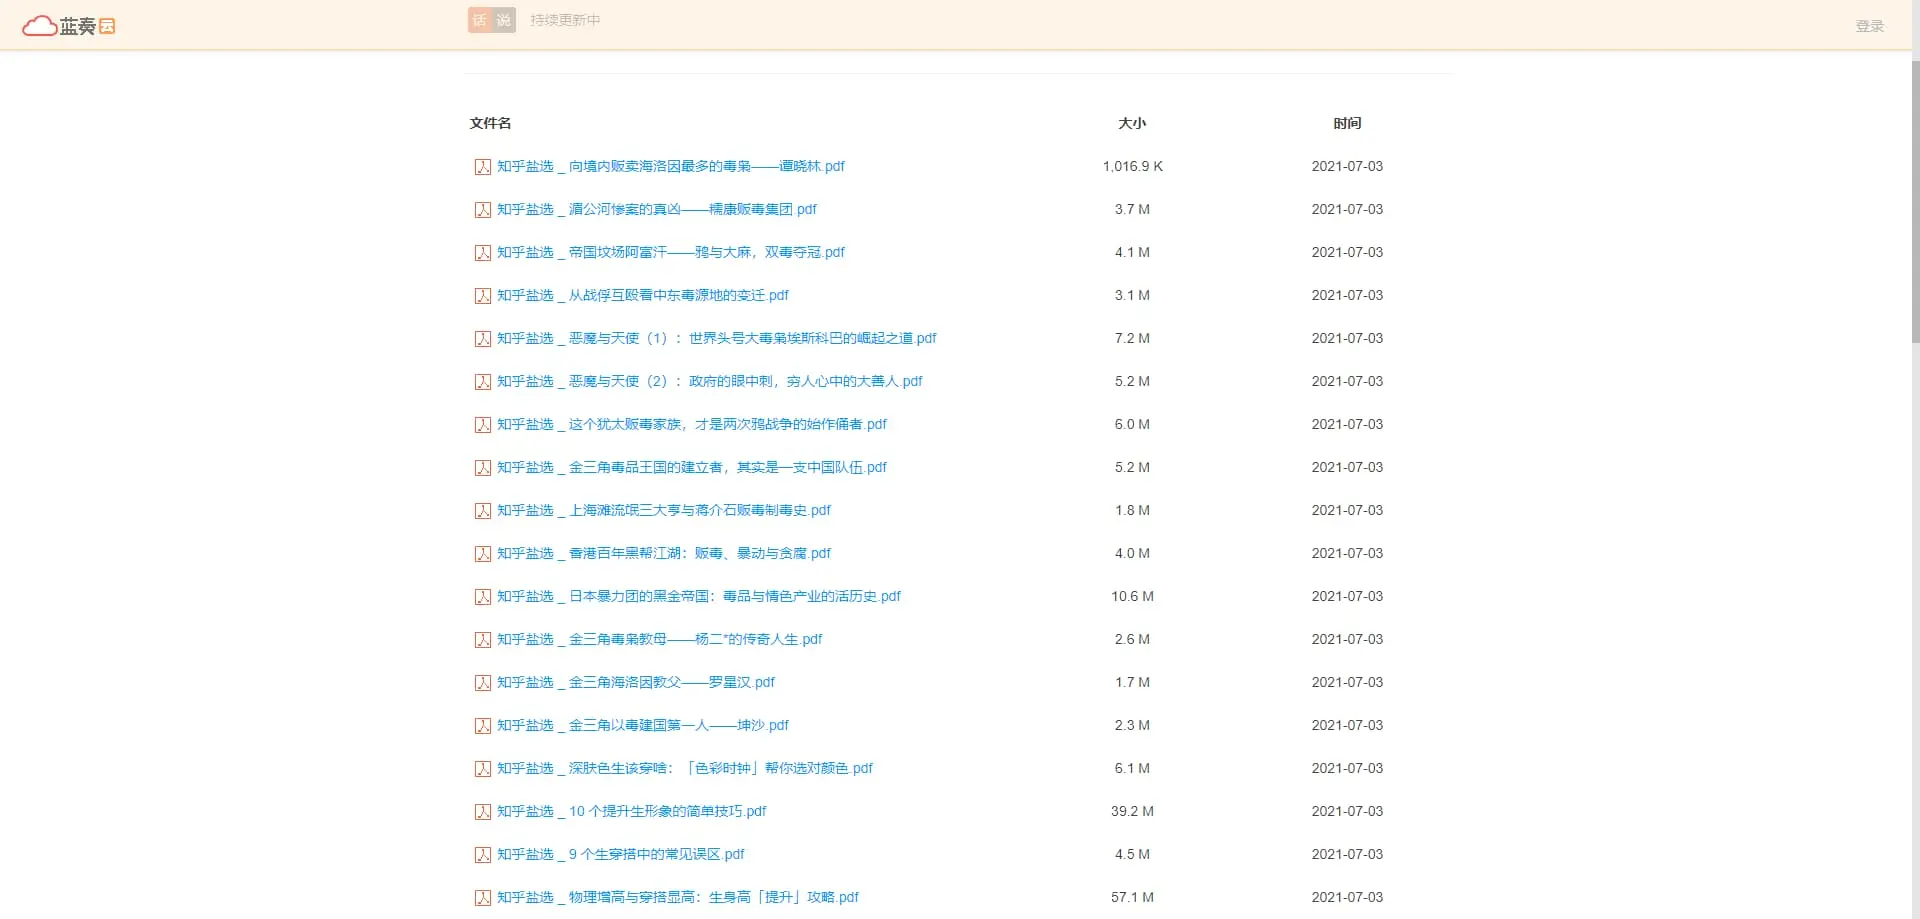 蓝奏云
话说 持续更新中
登录
文件名 大小 时间
知乎盐选 _ 向境内贩卖海洛因最多的毒枭——谭晓林.pdf 1,016.9 K 2021-07-03
知乎盐选 _ 湄公河惨案的真凶——糯康贩毒集团.pdf 3.7 M 2021-07-03
知乎盐选 _ 帝国坟场阿富汗——鸦与大麻，双毒夺冠.pdf 4.1 M 2021-07-03
知乎盐选 _ 从战俘互殴看中东毒源地的变迁.pdf 3.1 M 2021-07-03
知乎盐选 _ 恶魔与天使（1）：世界头号大毒枭埃斯科巴的崛起之道.pdf 7.2 M 2021-07-03
知乎盐选 _ 恶魔与天使（2）：政府的眼中刺，穷人心中的大善人.pdf 5.2 M 2021-07-03
知乎盐选 _ 这个犹太贩毒家族，才是两次鸦战争的始作俑者.pdf 6.0 M 2021-07-03
知乎盐选 _ 金三角毒品王国的建立者，其实是一支中国队伍.pdf 5.2 M 2021-07-03
知乎盐选 _ 上海滩流氓三大亨与蒋介石贩毒制毒史.pdf 1.8 M 2021-07-03
知乎盐选 _ 香港百年黑帮江湖：贩毒、暴动与贪腐.pdf 4.0 M 2021-07-03
知乎盐选 _ 日本暴力团的黑金帝国：毒品与情色产业的活历史.pdf 10.6 M 2021-07-03
知乎盐选 _ 金三角毒枭教母——杨二*的传奇人生.pdf 2.6 M 2021-07-03
知乎盐选 _ 金三角海洛因教父——罗星汉.pdf 1.7 M 2021-07-03
知乎盐选 _ 金三角以毒建国第一人——坤沙.pdf 2.3 M 2021-07-03
知乎盐选 _ 深肤色生该穿啥：「色彩时钟」帮你选对颜色.pdf 6.1 M 2021-07-03
知乎盐选 _ 10 个提升生形象的简单技巧.pdf 39.2 M 2021-07-03
知乎盐选 _ 9 个生穿搭中的常见误区.pdf 4.5 M 2021-07-03
知乎盐选 _ 物理增高与穿搭显高：生身高「提升」攻略.pdf 57.1 M 2021-07-03